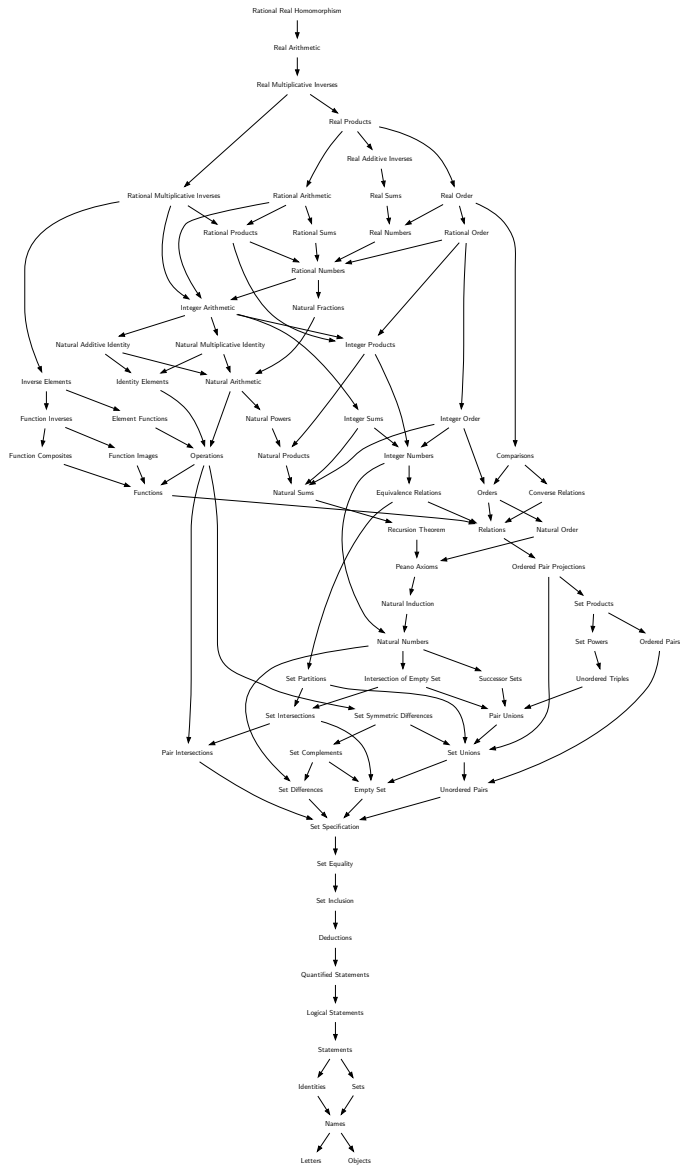 Rational Real Homomorphism
Real Arithmetic
Real Multiplicative Inverses
Real Products
Real Additive Inverses
Rational Multiplicative Inverses
Rational Arithmetic
Real Sums
Real Order
Rational Products
Rational Sums
Real Numbers
Rational Order
Rational Numbers
Integer Arithmetic
Natural Fractions
Natural Additive Identity
Natural Multiplicative Identity
Integer Products
Inverse Elements
Identity Elements
Natural Arithmetic
Function Inverses
Element Functions
Natural Powers
Integer Sums
Integer Order
Function Composites
Function Images
Operations
Natural Products
Integer Numbers
Comparisons
Functions
Natural Sums
Equivalence Relations
Orders
Converse Relations
Recursion Theorem
Relations
Natural Order
Peano Axioms
Ordered Pair Projections
Natural Induction
Set Products
Natural Numbers
Set Powers
Ordered Pairs
Set Partitions
Intersection of Empty Set
Successor Sets
Unordered Triples
Set Intersections
Set Symmetric Differences
Pair Unions
Pair Intersections
Set Complements
Set Unions
Set Differences
Empty Set
Unordered Pairs
Set Specification
Set Equality
Set Inclusion
Deductions
Quantified Statements
Logical Statements
Statements
Identities
Sets
Names
Letters
Objects